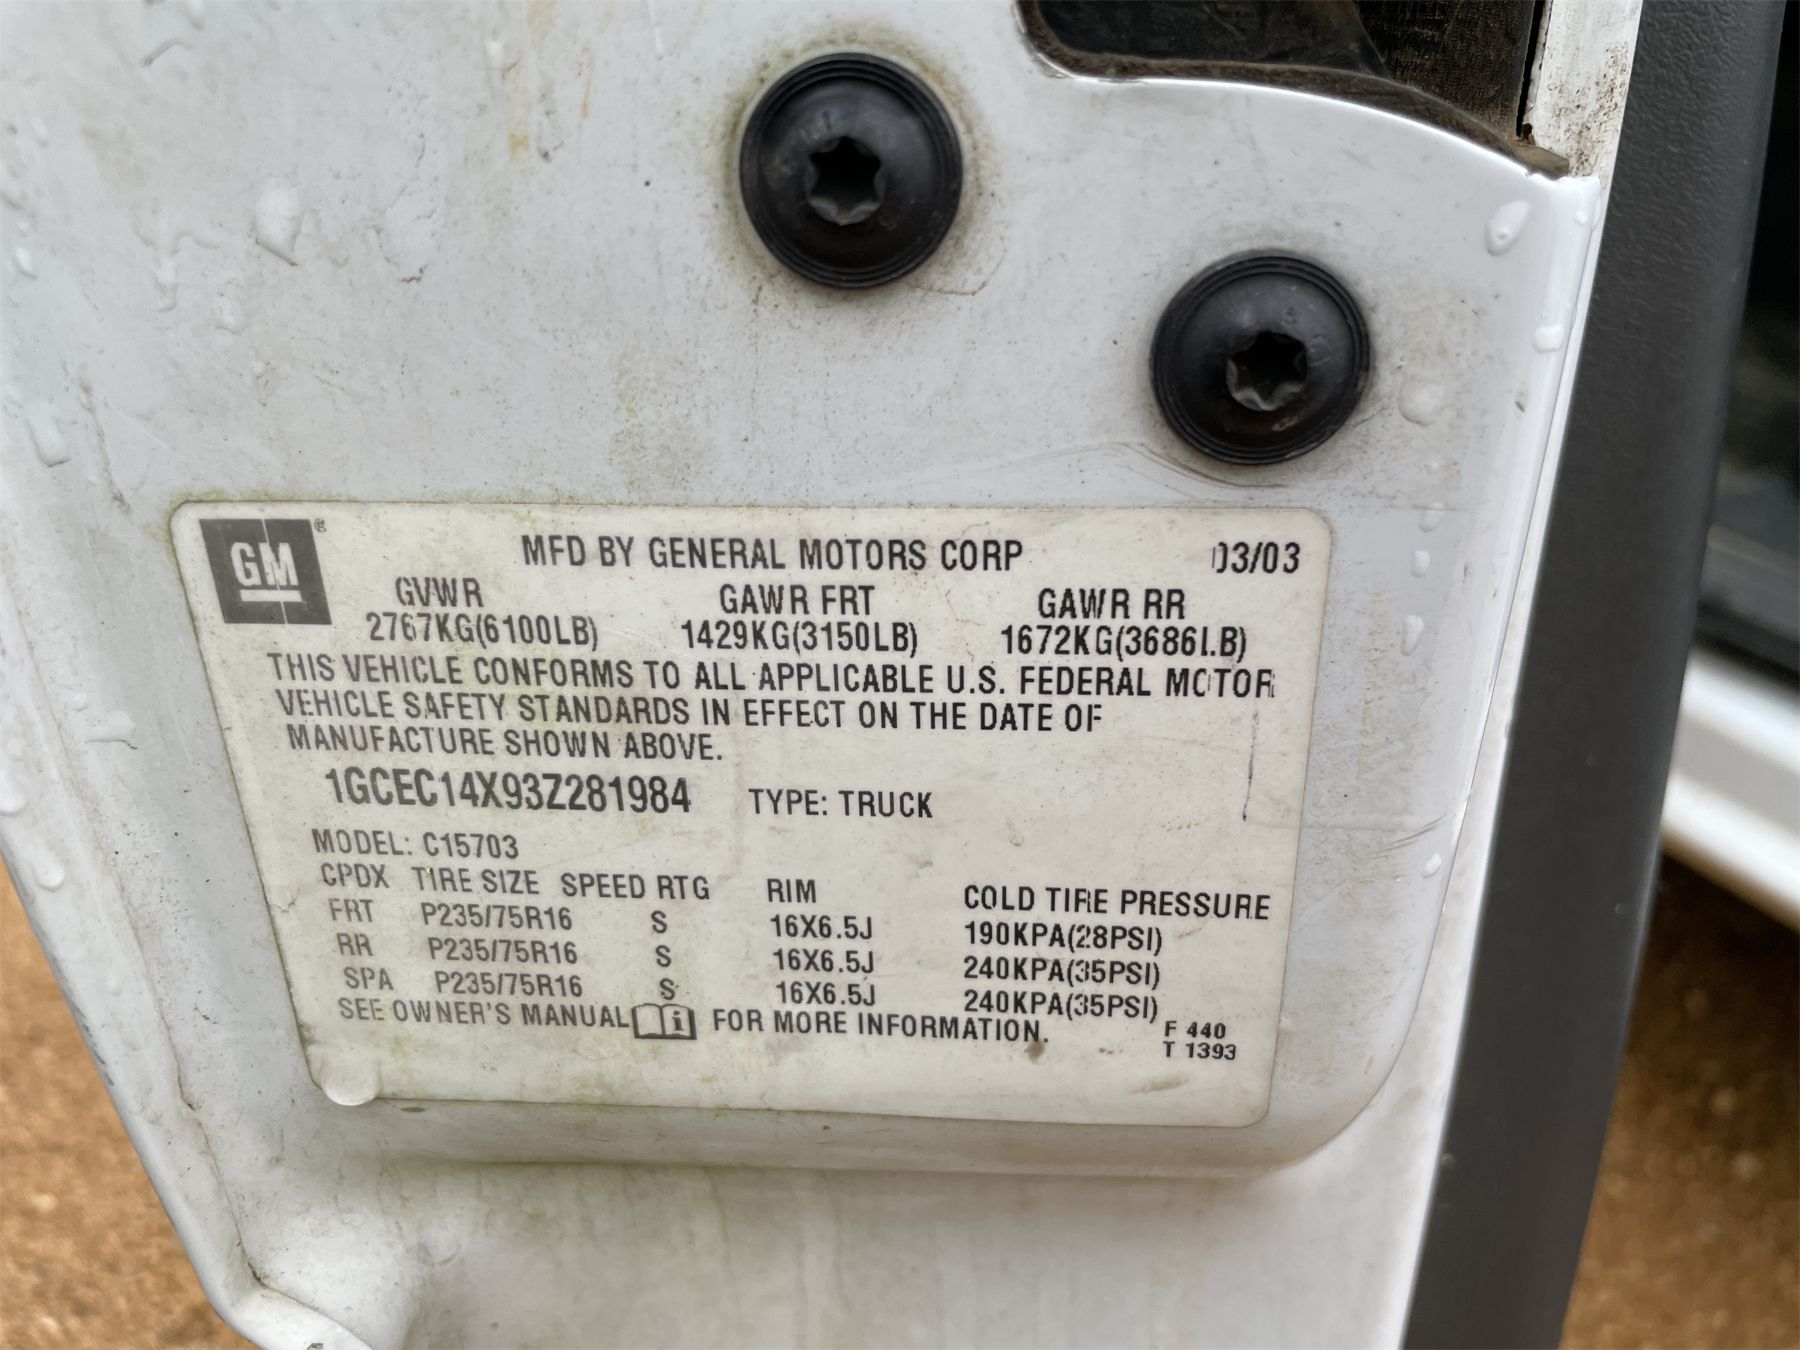 GM ®
MFD BY GENERAL MOTORS CORP 03/03
GVWR GAWR FRT GAWR RR
2767KG(6100LB) 1429KG(3150LB) 1672KG(3686LB)
THIS VEHICLE CONFORMS TO ALL APPLICABLE U.S. FEDERAL MOTOR
VEHICLE SAFETY STANDARDS IN EFFECT ON THE DATE OF
MANUFACTURE SHOWN ABOVE.
1GCEC14X93Z281984 TYPE: TRUCK
MODEL: C15703
CPDX TIRE SIZE SPEED RTG RIM COLD TIRE PRESSURE
FRT P235/75R16 S 16X6.5J 190KPA(28PSI)
RR P235/75R16 S 16X6.5J 240KPA(35PSI)
SPA P235/75R16 S 16X6.5J 240KPA(35PSI)
SEE OWNER'S MANUAL i FOR MORE INFORMATION.
F 440
T 1393